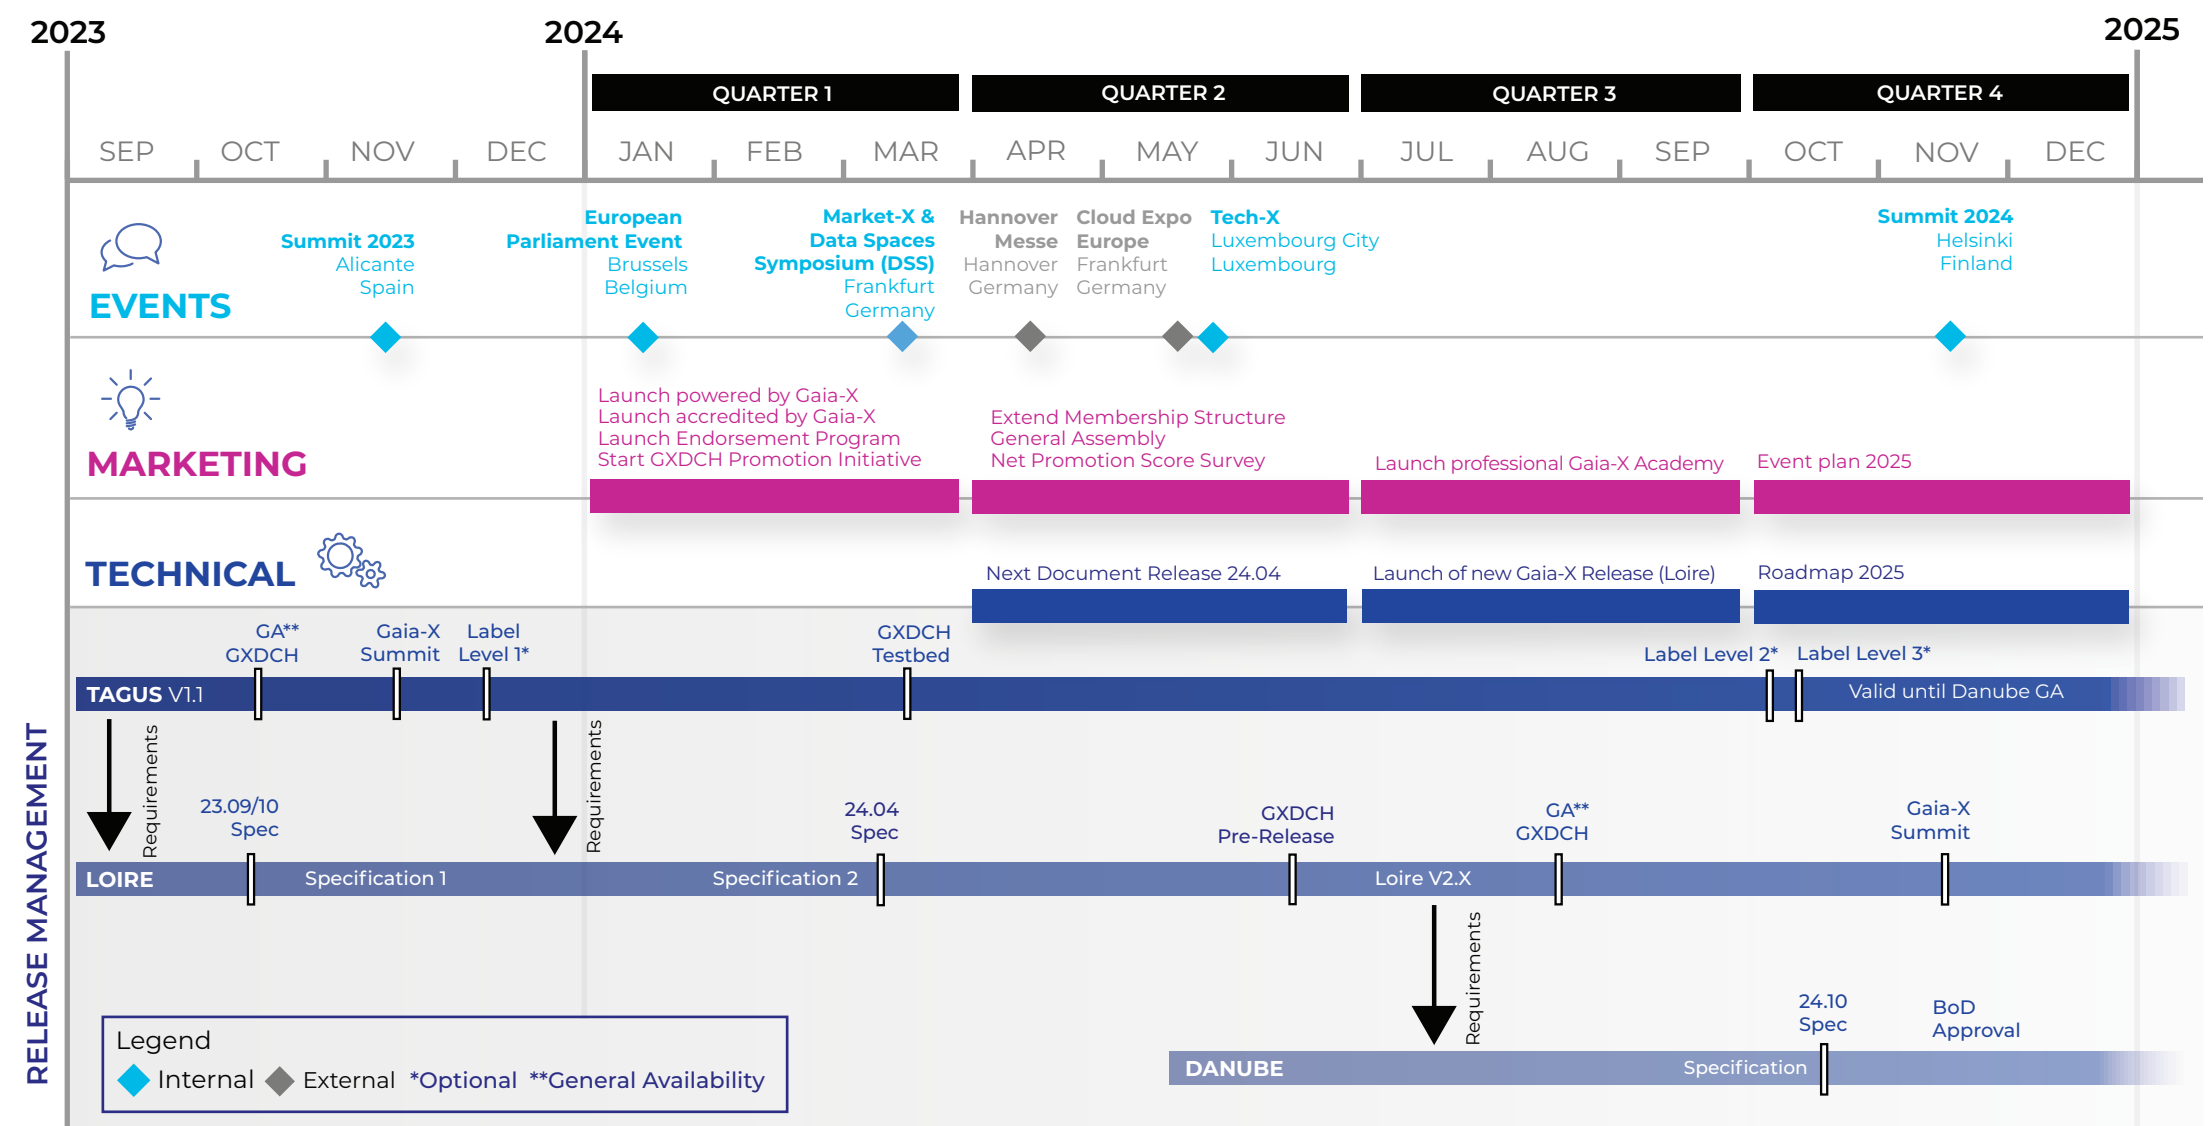 2023
2024
2025
QUARTER 1
QUARTER 2
QUARTER 3
QUARTER 4
SEP
OCT
NOV
DEC
JAN
FEB
MAR
APR
MAY
JUN
JUL
AUG
SEP
OCT
NOV
DEC
EVENTS
Summit 2023
Alicante
Spain
European
Parliament Event
Brussels
Belgium
Market-X &
Data Spaces
Symposium (DSS)
Frankfurt
Germany
Hannover
Messe
Hannover
Germany
Cloud Expo
Europe
Frankfurt
Germany
Tech-X
Luxembourg City
Luxembourg
Summit 2024
Helsinki
Finland
MARKETING
Launch powered by Gaia-X
Launch accredited by Gaia-X
Launch Endorsement Program
Start GXDCH Promotion Initiative
Extend Membership Structure
General Assembly
Net Promotion Score Survey
Launch professional Gaia-X Academy
Event plan 2025
TECHNICAL
Next Document Release 24.04
Launch of new Gaia-X Release (Loire)
Roadmap 2025
RELEASE MANAGEMENT
GA**
GXDCH
Gaia-X
Summit
Label
Level 1*
GXDCH
Testbed
Label Level 2*
Label Level 3*
TAGUS V1.1
Valid until Danube GA
Requirements
Requirements
23.09/10
Spec
24.04
Spec
GXDCH
Pre-Release
GA**
GXDCH
Gaia-X
Summit
LOIRE
Specification 1
Specification 2
Loire V2.X
Requirements
24.10
Spec
BoD
Approval
DANUBE
Specification
Legend
Internal
External
*Optional
**General Availability